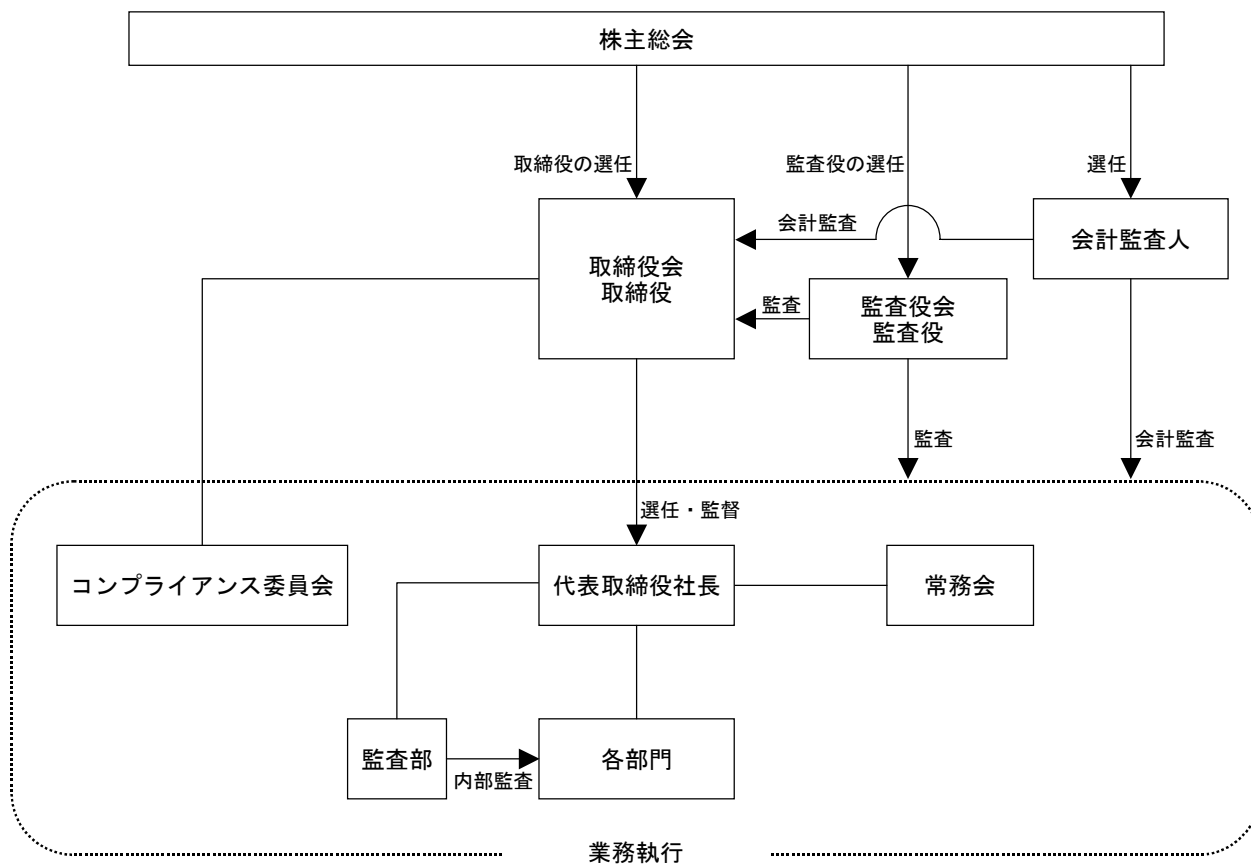 株主総会
取締役の選任
監査役の選任
選任
会計監査
会計監査人
取締役会
取締役
監査
監査役会
監査役
監査
会計監査
選任・監督
コンプライアンス委員会
代表取締役社長
常務会
監査部
内部監査
各部門
業務執行